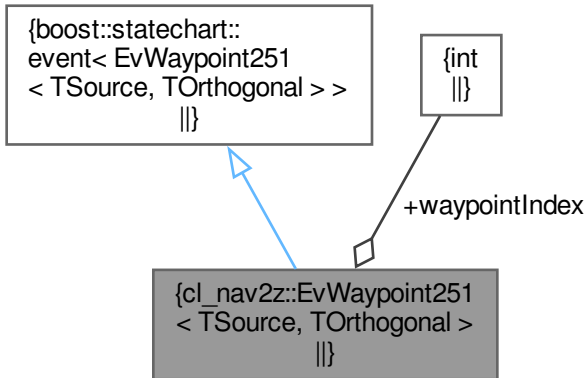 {boost::statechart::
event< EvWaypoint251
< TSource, TOrthogonal > >
||}
{int
||}
+waypointIndex
{cl_nav2z::EvWaypoint251
< TSource, TOrthogonal >
||}